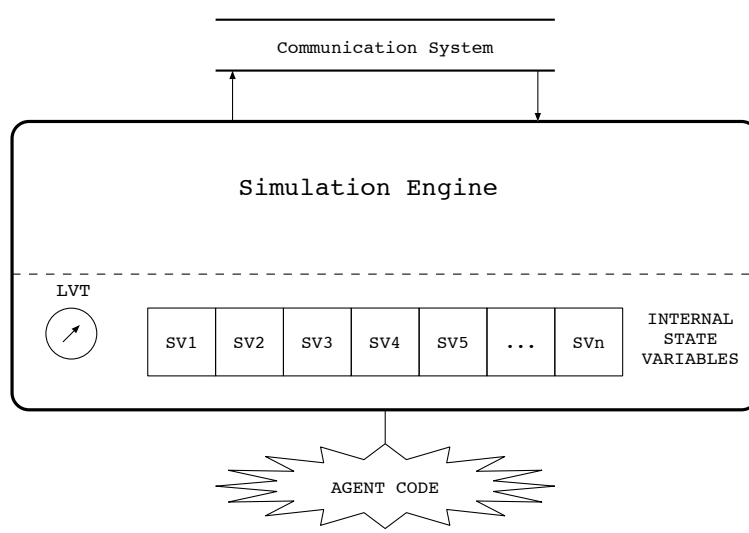 Communication System
Simulation Engine
LVT
SV1 SV2 SV3 SV4 SV5 ... SVn
INTERNAL
STATE
VARIABLES
AGENT CODE